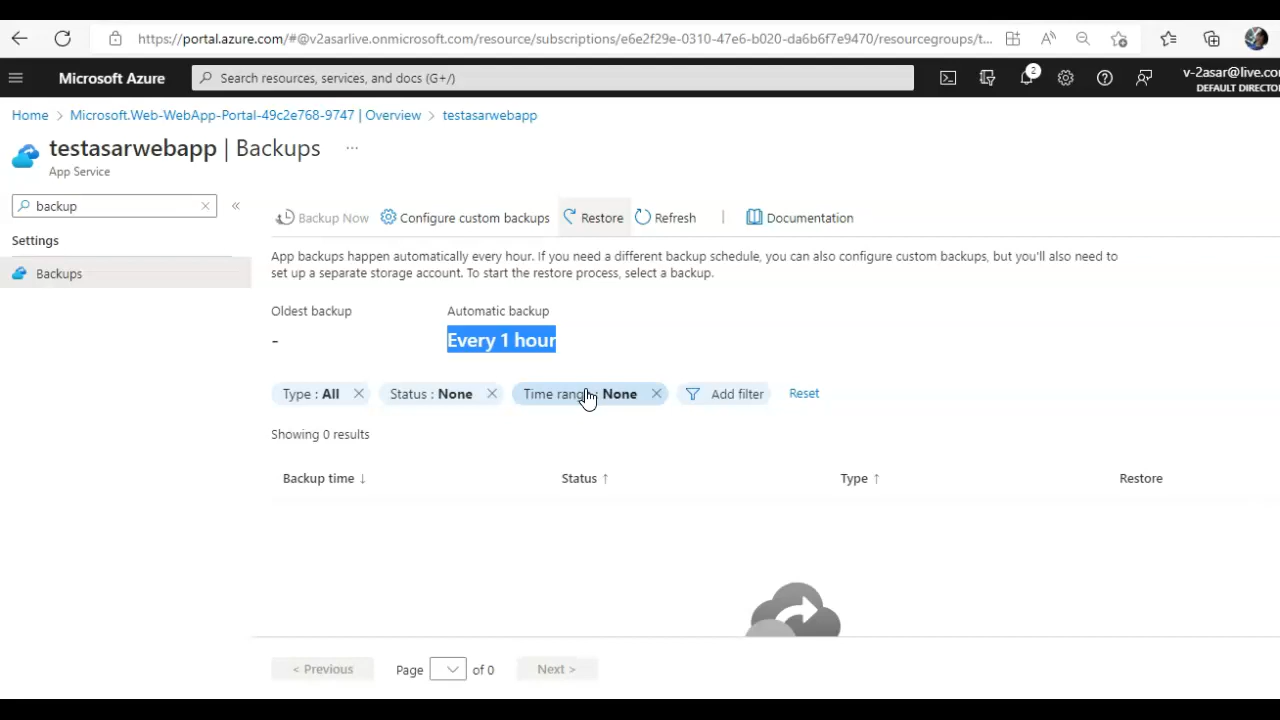 https://portal.azure.com/#@v2asarlive.onmicrosoft.com/resource/subscriptions/e6e2f29e-0310-47e6-b020-da6b6f7e9470/resourcegroups/t...
Microsoft Azure
Search resources, services, and docs (G+/)
2
v-2asar@live.co
DEFAULT DIRECTO
Home > Microsoft.Web-WebApp-Portal-49c2e768-9747 | Overview > testasarwebapp
testasarwebapp | Backups ...
App Service
backup
Settings
Backups
Backup Now Configure custom backups Restore Refresh | Documentation
App backups happen automatically every hour. If you need a different backup schedule, you can also configure custom backups, but you'll also need to
set up a separate storage account. To start the restore process, select a backup.
Oldest backup Automatic backup
- Every 1 hour
Type : All Status : None Time range : None Add filter Reset
Showing 0 results
Backup time ↓ Status ↑ Type ↑ Restore
< Previous Page of 0 Next >